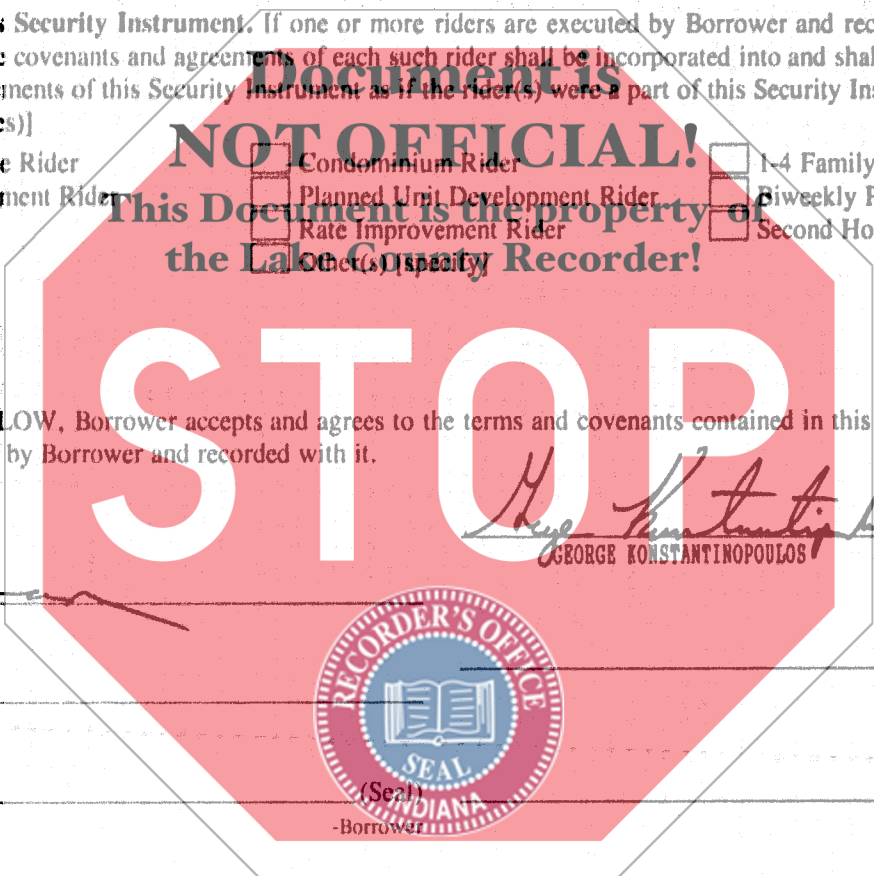 s Security Instrument. If one or more riders are executed by Borrower and rec
covenants and agreements of each such rider shall be incorporated into and shal
ments of this Security Instrument as if the rider(s) were a part of this Security Ins
s)]
Document is
NOT OFFICIAL!
This Document is the property of
the Lake County Recorder!
e Rider
Condominium Rider
1-4 Family
ment Rider
Planned Unit Development Rider
Biweekly P
Rate Improvement Rider
Second Ho
Other(s) [specify]
STOP
LOW, Borrower accepts and agrees to the terms and covenants contained in this
by Borrower and recorded with it.
GEORGE KONSTANTINOPOULOS
RECORDER'S OFFICE
SEAL
INDIANA
(Seal)
-Borrower